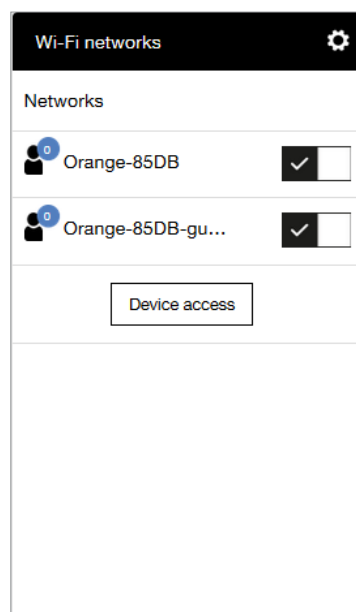 Wi-Fi networks
Networks
0
Orange-85DB
0
Orange-85DB-gu...
Device access